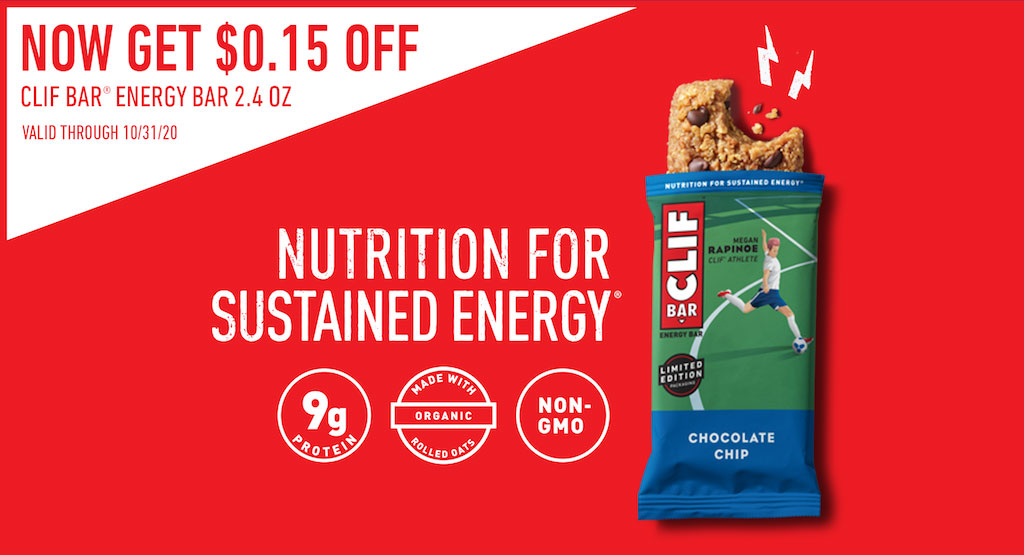 NOW GET $0.15 OFF
CLIF BAR® ENERGY BAR 2.4 OZ
VALID THROUGH 10/31/20
NUTRITION FOR
SUSTAINED ENERGY®
9g
PROTEIN
MADE WITH
ORGANIC
ROLLED OATS
NON-
GMO
NUTRITION FOR SUSTAINED ENERGY®
CLIF
BAR
ENERGY BAR
MEGAN
RAPINOE
CLIF® ATHLETE
LIMITED
EDITION
PACKAGING
CHOCOLATE
CHIP